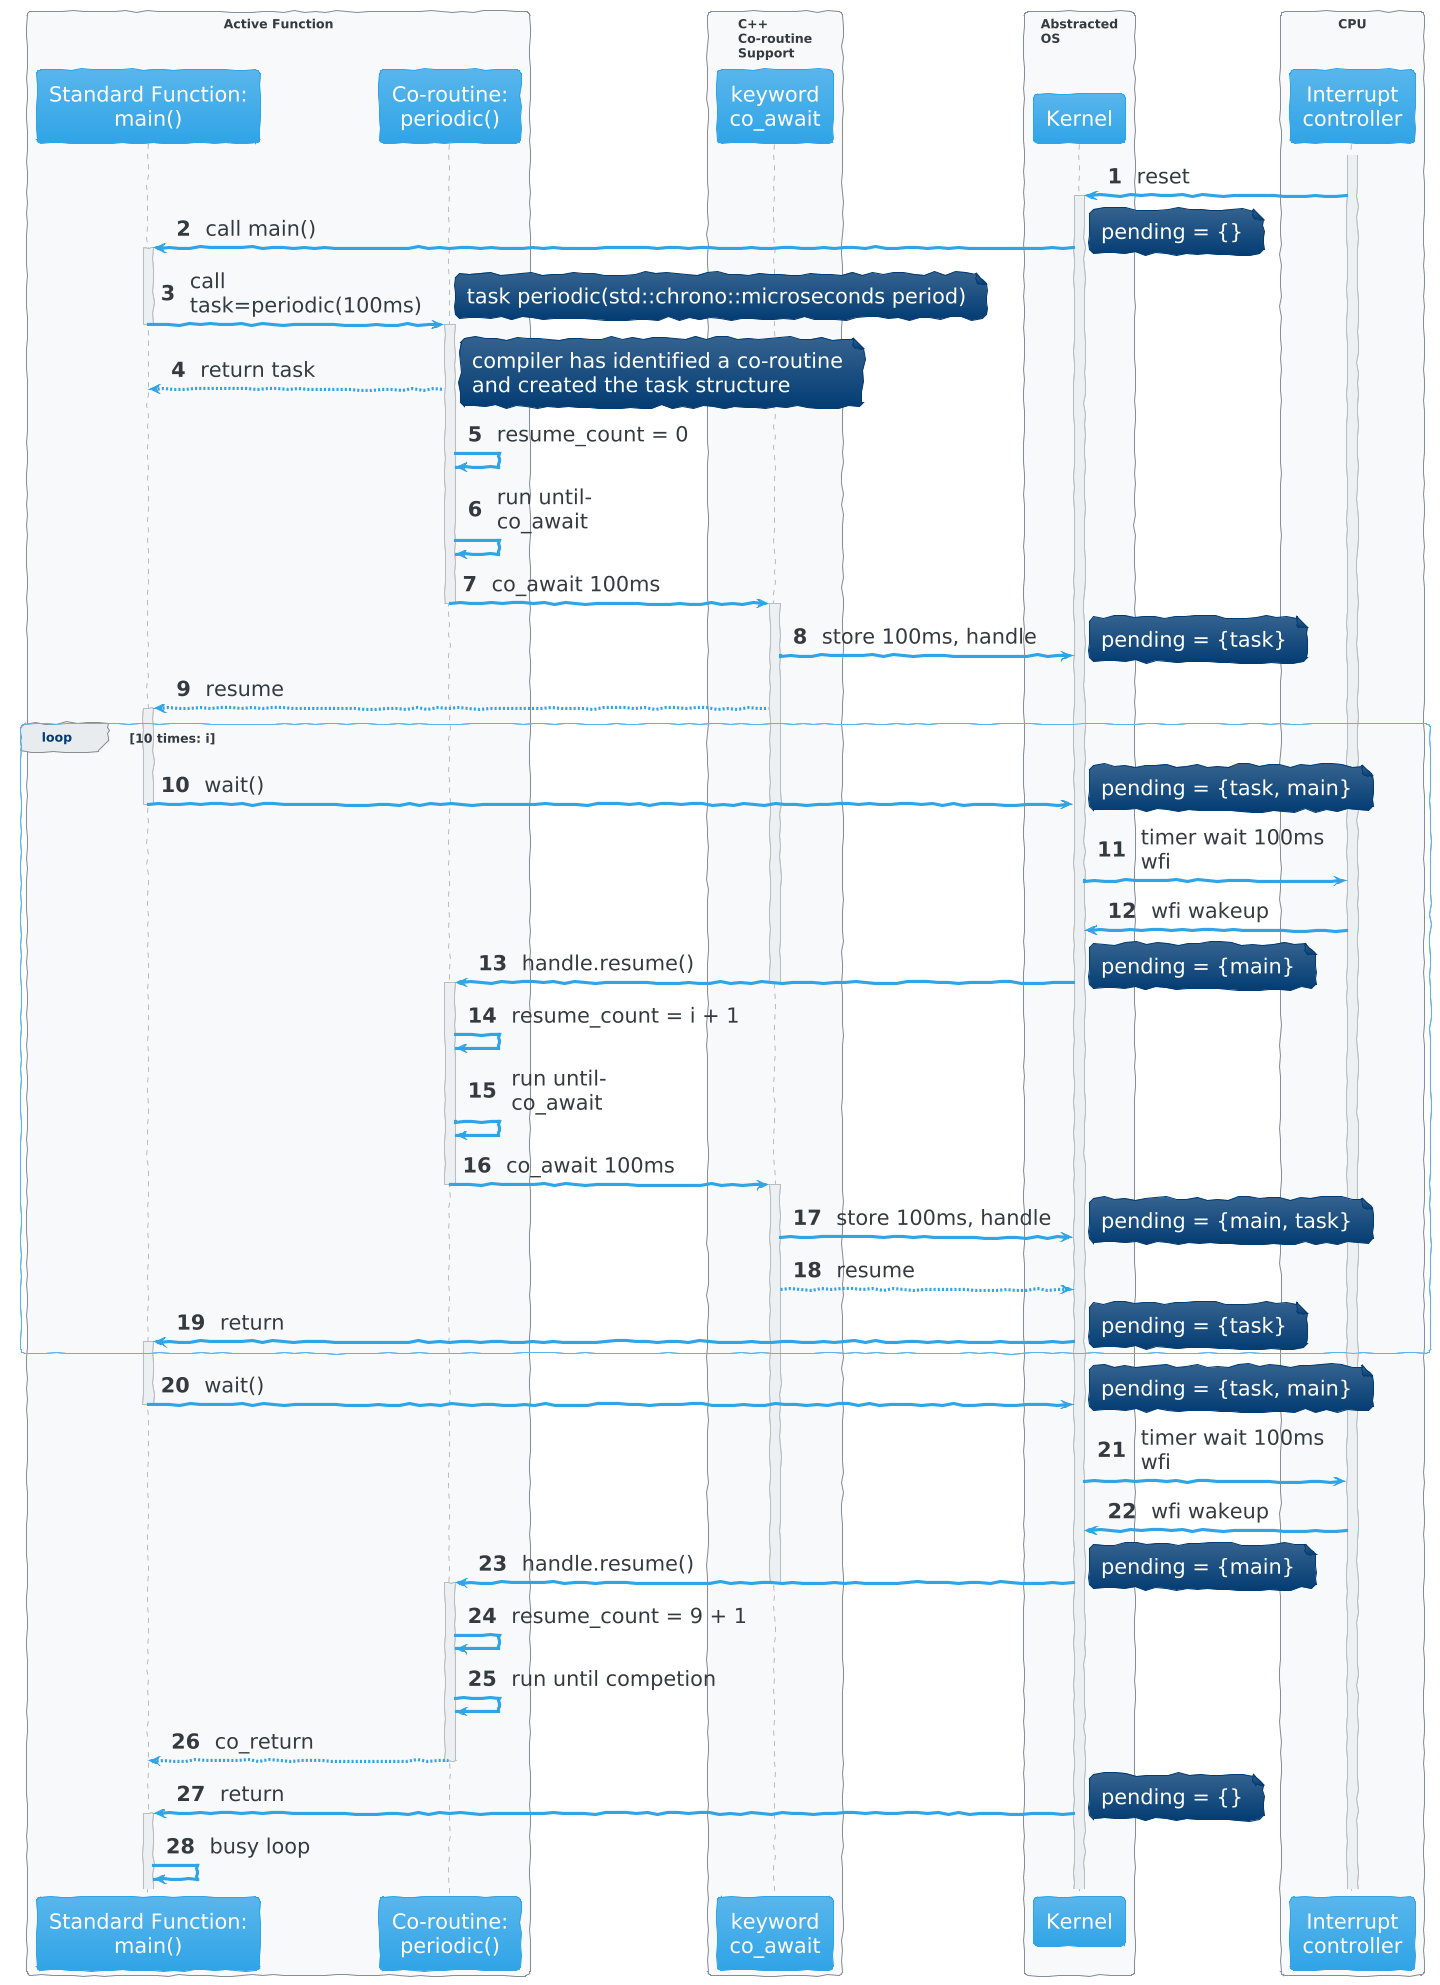 Active Function
C++
Co-routine
Support
Abstracted
OS
CPU
Standard Function:
main()
Co-routine:
periodic()
keyword
co_await
Kernel
Interrupt
controller
1 reset
pending = {}
2 call main()
3 call
task=periodic(100ms)
task periodic(std::chrono::microseconds period)
4 return task
compiler has identified a co-routine
and created the task structure
5 resume_count = 0
6 run until-
co_await
7 co_await 100ms
8 store 100ms, handle
pending = {task}
9 resume
loop [10 times: i]
10 wait()
pending = {task, main}
11 timer wait 100ms
wfi
12 wfi wakeup
13 handle.resume()
pending = {main}
14 resume_count = i + 1
15 run until-
co_await
16 co_await 100ms
17 store 100ms, handle
pending = {main, task}
18 resume
19 return
pending = {task}
20 wait()
pending = {task, main}
21 timer wait 100ms
wfi
22 wfi wakeup
23 handle.resume()
pending = {main}
24 resume_count = 9 + 1
25 run until competion
26 co_return
27 return
pending = {}
28 busy loop
Standard Function:
main()
Co-routine:
periodic()
keyword
co_await
Kernel
Interrupt
controller